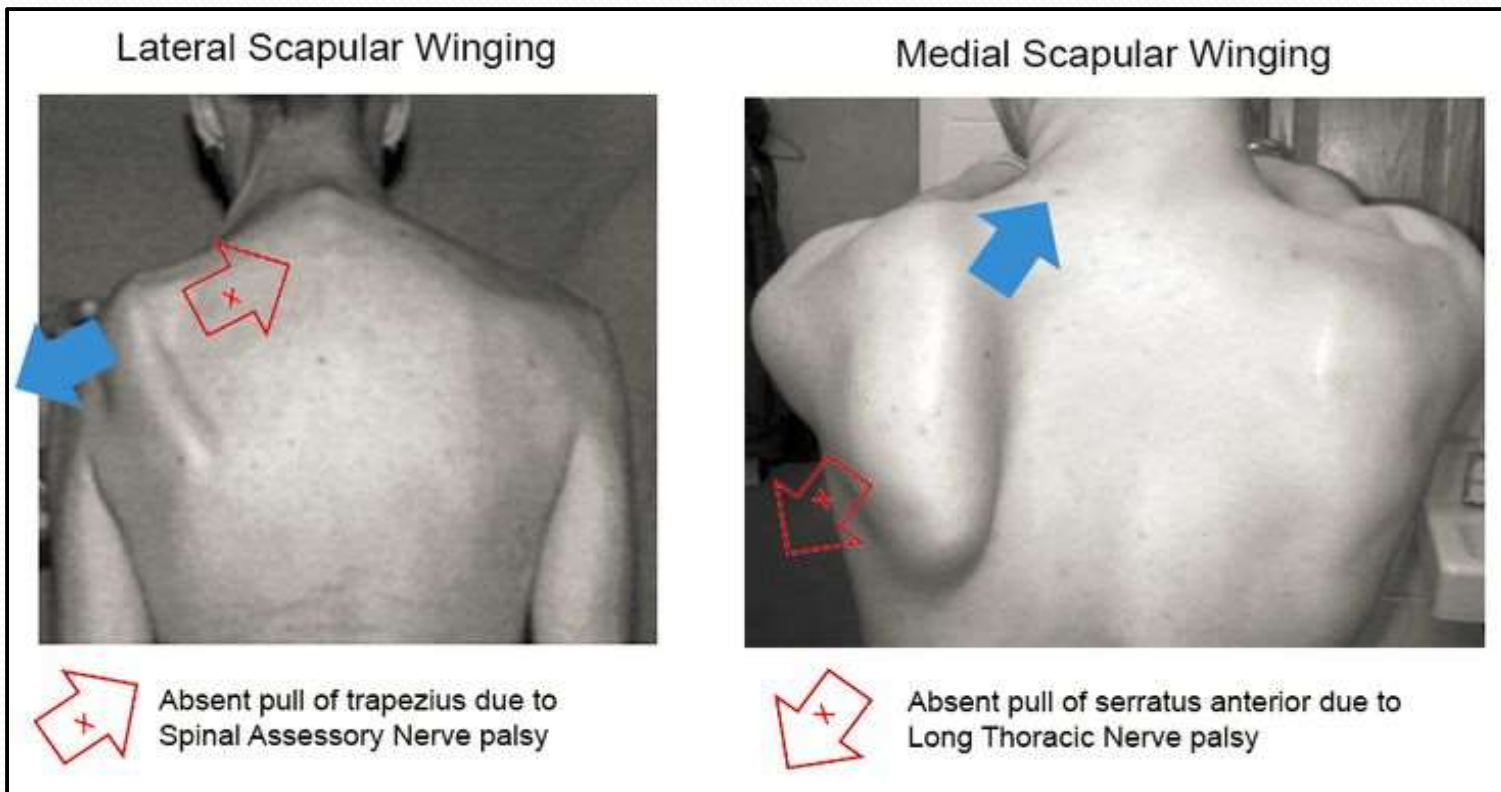 Lateral Scapular Winging
Medial Scapular Winging
Absent pull of trapezius due to
Spinal Assessory Nerve palsy
Absent pull of serratus anterior due to
Long Thoracic Nerve palsy